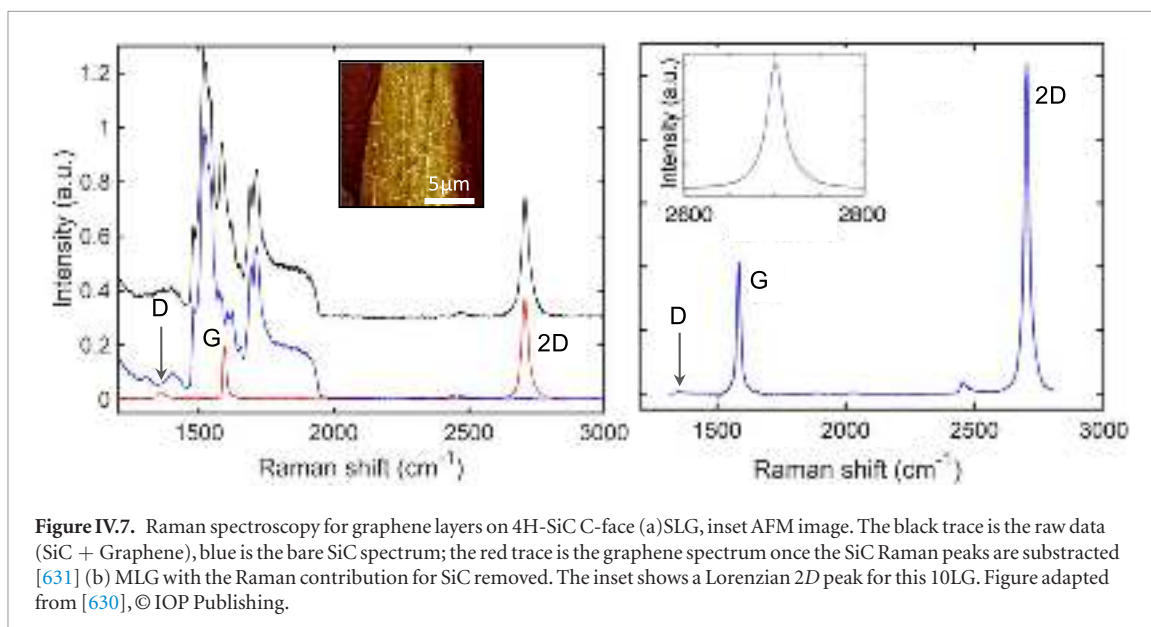 1.2
1
0.8
0.6
0.4
0.2
0
Intensity (a.u.)
D
G
2D
5μm
1500
2000
2500
3000
Raman shift (cm⁻¹)
Intensity (a.u.)
2600
2800
D
G
2D
1500
2000
2500
3000
Raman shift (cm⁻¹)
Figure IV.7. Raman spectroscopy for graphene layers on 4H-SiC C-face (a)SLG, inset AFM image. The black trace is the raw data
(SiC + Graphene), blue is the bare SiC spectrum; the red trace is the graphene spectrum once the SiC Raman peaks are substracted
[631] (b) MLG with the Raman contribution for SiC removed. The inset shows a Lorenzian 2D peak for this 10LG. Figure adapted
from [630], © IOP Publishing.